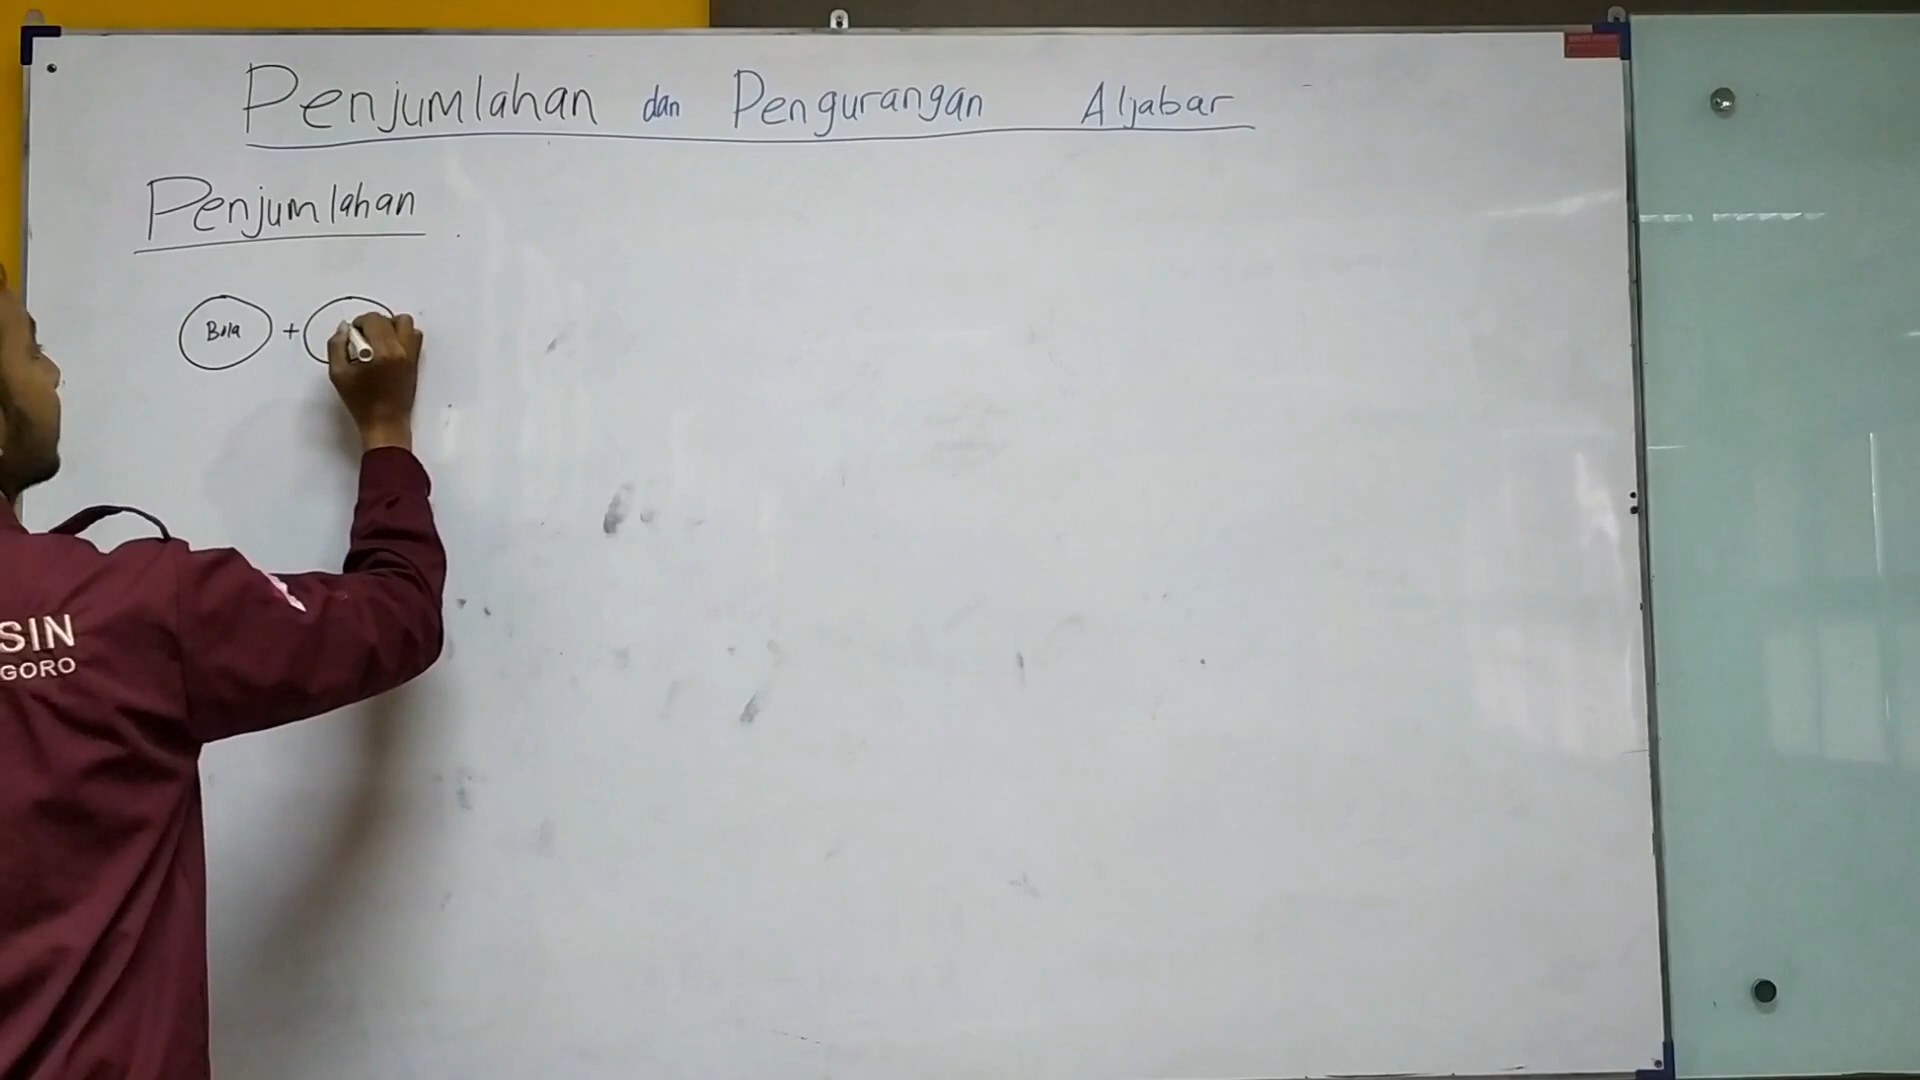 Penjumlahan dan Pengurangan Aljabar
Penjumlahan
Bola +
SIN
GORO